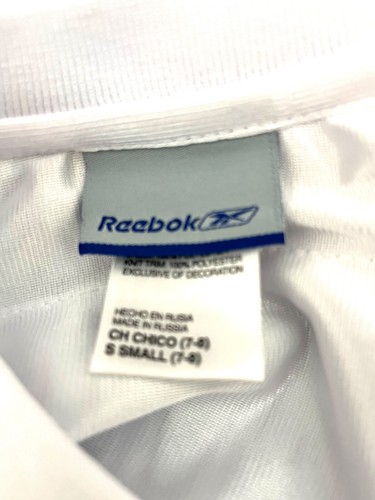 Reebok
KNIT TRIM: 100% POLYESTER
EXCLUSIVE OF DECORATION
HECHO EN RUSIA
MADE IN RUSSIA
CH CHICO (7-8)
S SMALL (7-8)